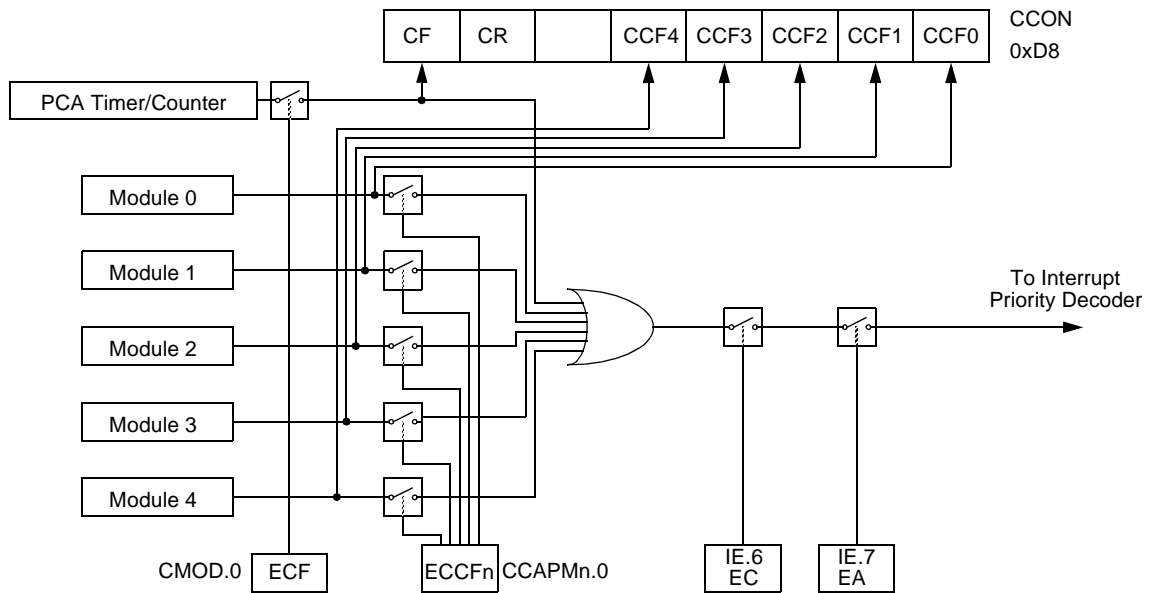 CF CR CCF4 CCF3 CCF2 CCF1 CCF0
CCON
0xD8
PCA Timer/Counter
Module 0
Module 1
Module 2
Module 3
Module 4
To Interrupt
Priority Decoder
CMOD.0 ECF
ECCFn CCAPMn.0
IE.6
EC
IE.7
EA